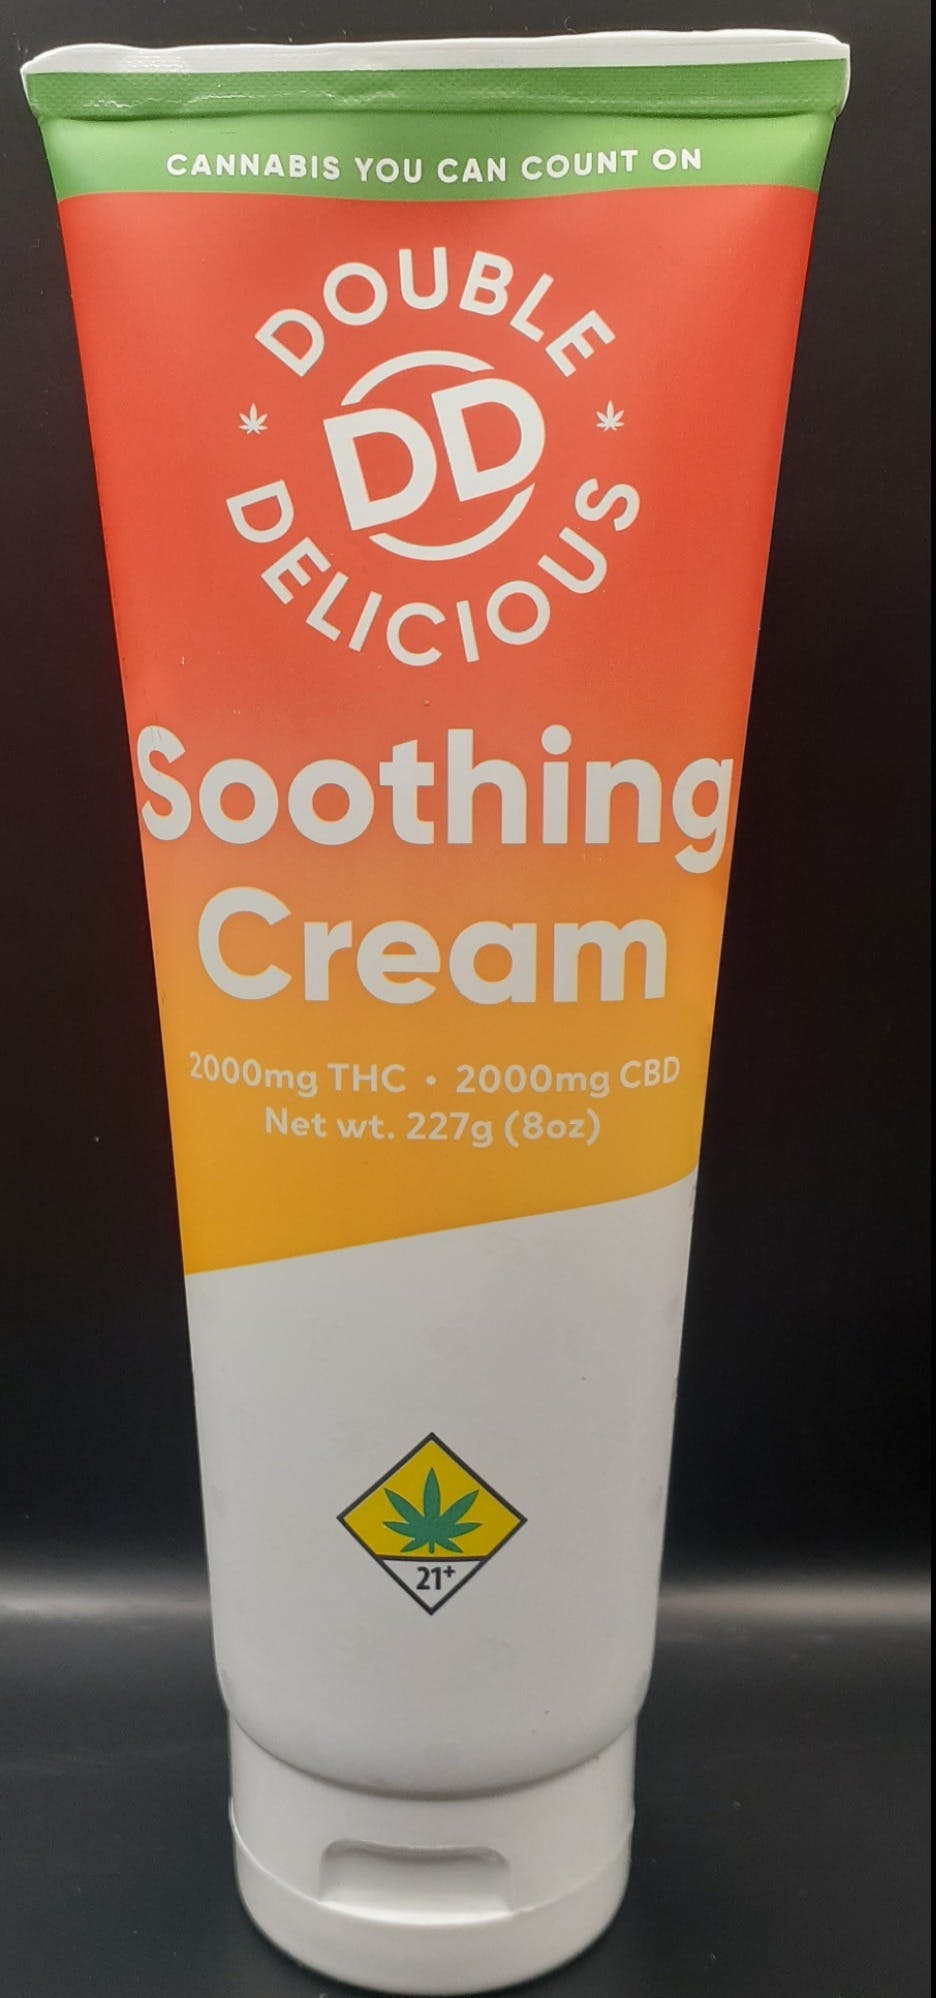 CANNABIS YOU CAN COUNT ON
DOUBLE
DD
DELICIOUS
Soothing
Cream
2000mg THC • 2000mg CBD
Net wt. 227g (8oz)
21+